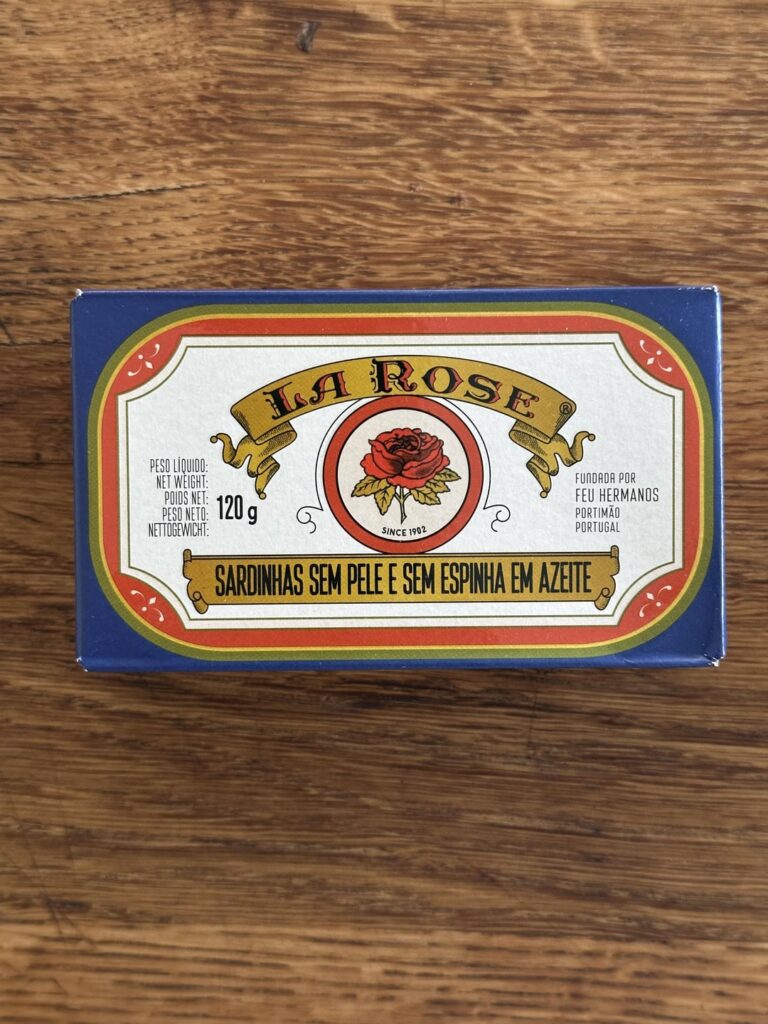 LA ROSE®
PESO LÍQUIDO:
NET WEIGHT:
POIDS NET:
PESO NETO:
NETTOGEWICHT:
120 g
SINCE 1902
FUNDADA POR
FEU HERMANOS
PORTIMÃO
PORTUGAL
SARDINHAS SEM PELE E SEM ESPINHA EM AZEITE